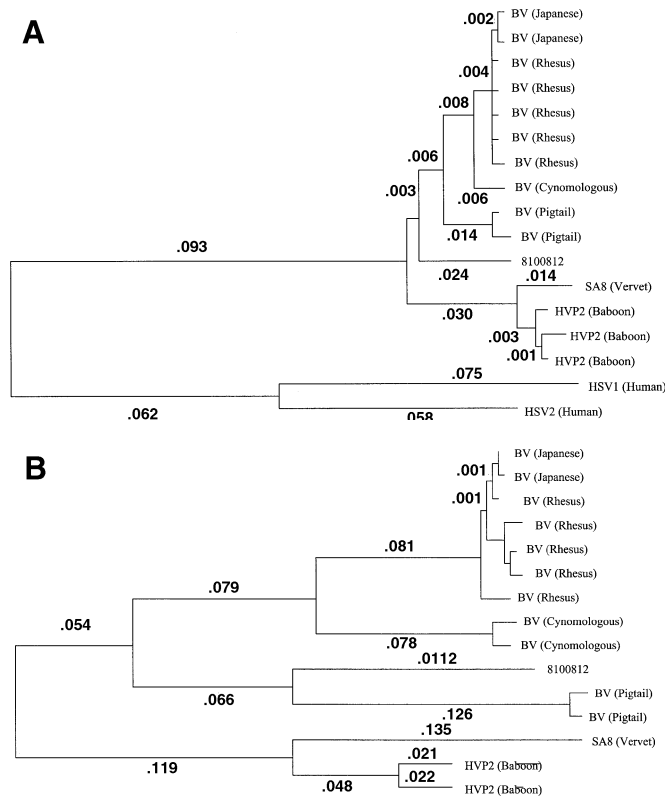 A
.002
BV (Japanese)
BV (Japanese)
.004
BV (Rhesus)
BV (Rhesus)
.008
BV (Rhesus)
BV (Rhesus)
.006
BV (Rhesus)
.003
.006
BV (Cynomologous)
BV (Pigtail)
.014
BV (Pigtail)
.093
8100812
.024
.014
SA8 (Vervet)
.030
HVP2 (Baboon)
.003
HVP2 (Baboon)
.001
HVP2 (Baboon)
.075
HSV1 (Human)
.062
.058
HSV2 (Human)
B
BV (Japanese)
.001
BV (Japanese)
.001
BV (Rhesus)
BV (Rhesus)
.081
BV (Rhesus)
BV (Rhesus)
.079
BV (Rhesus)
.054
BV (Cynomologous)
.078
BV (Cynomologous)
.0112
8100812
.066
BV (Pigtail)
.126
BV (Pigtail)
.135
SA8 (Vervet)
.119
.021
HVP2 (Baboon)
.048
.022
HVP2 (Baboon)